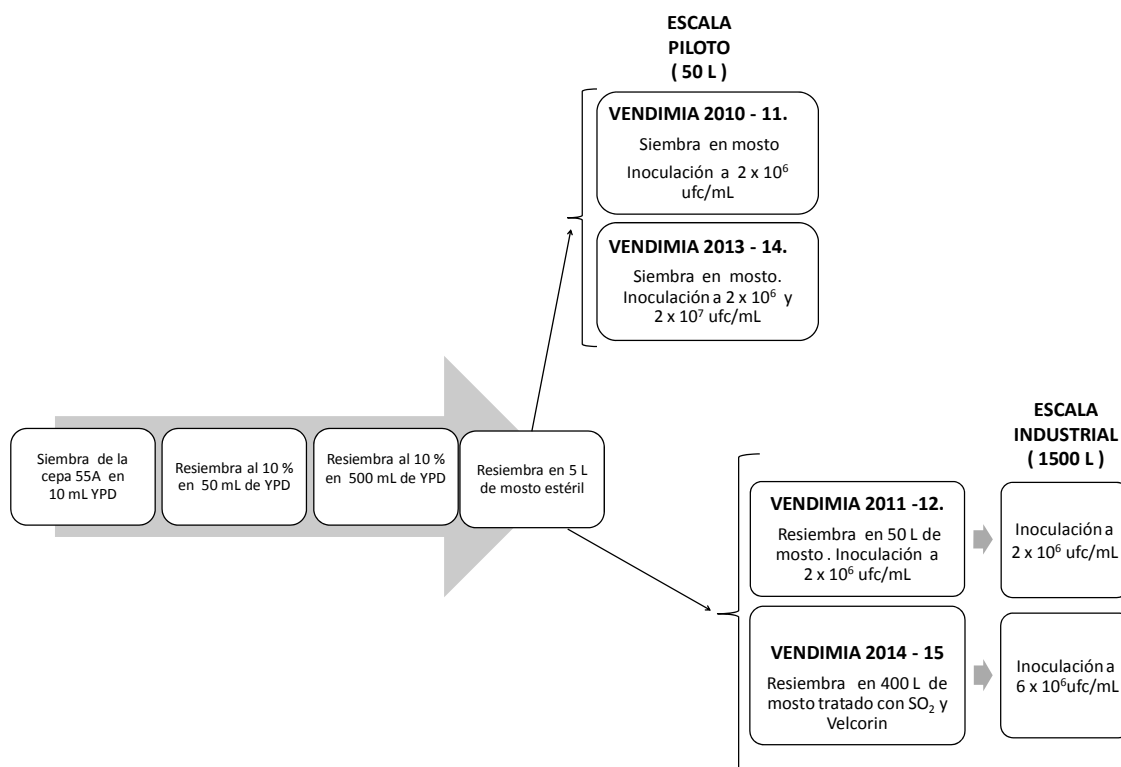 ESCALA
PILOTO
( 50 L )
VENDIMIA 2010 - 11.
Siembra en mosto
Inoculación a 2 x 10⁶
ufc/mL
VENDIMIA 2013 - 14.
Siembra en mosto.
Inoculación a 2 x 10⁶ y
2 x 10⁷ ufc/mL
Siembra de la
cepa 55A en
10 mL YPD
Resiembra al 10 %
en 50 mL de YPD
Resiembra al 10 %
en 500 mL de YPD
Resiembra en 5 L
de mosto estéril
ESCALA
INDUSTRIAL
( 1500 L )
VENDIMIA 2011 -12.
Resiembra en 50 L de
mosto . Inoculación a
2 x 10⁶ ufc/mL
Inoculación a
2 x 10⁶ ufc/mL
VENDIMIA 2014 - 15
Resiembra en 400 L de
mosto tratado con SO₂ y
Velcorin
Inoculación a
6 x 10⁶ufc/mL